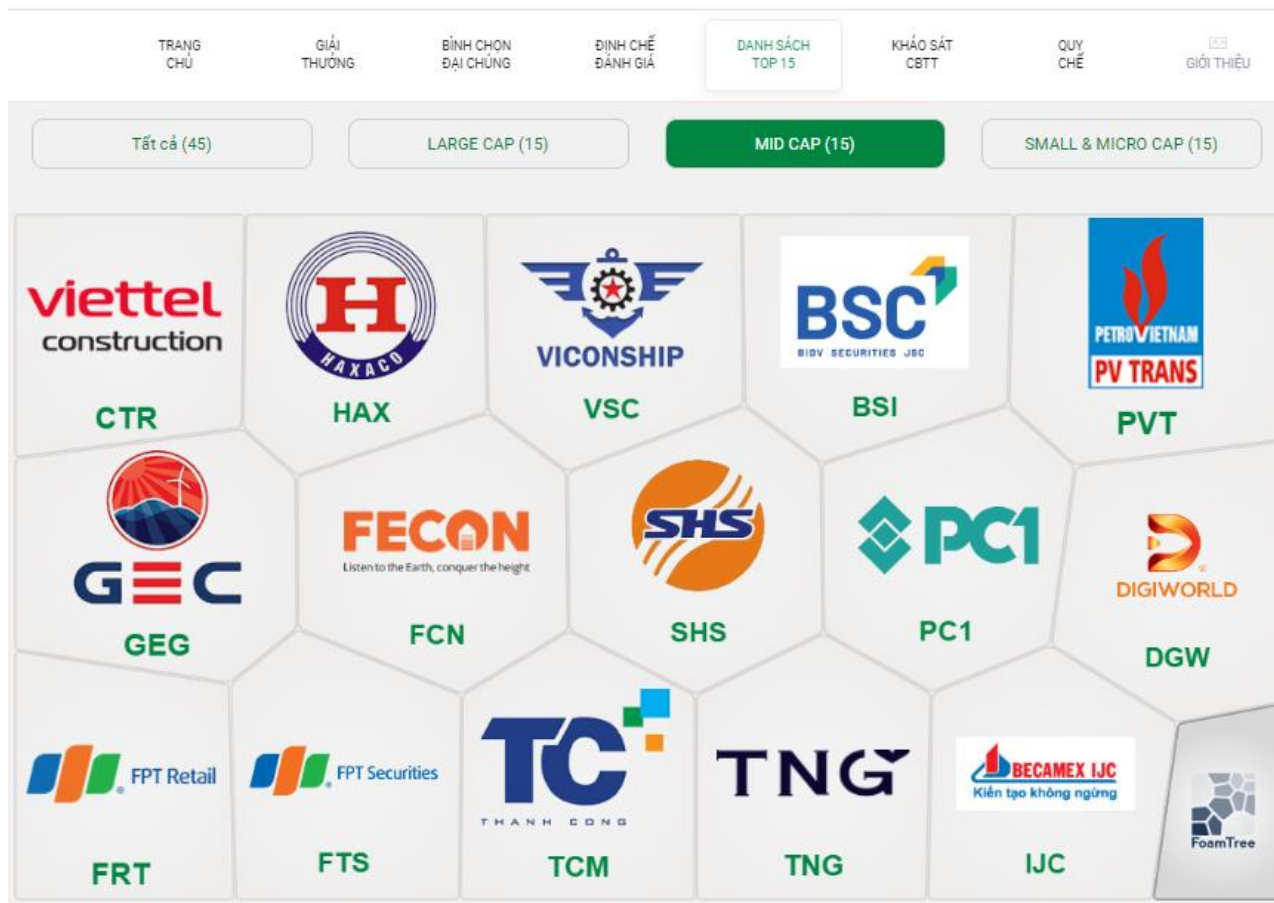 TRANG
CHỦ
GIẢI
THƯỞNG
BÌNH CHỌN
ĐẠI CHÚNG
ĐỊNH CHẾ
ĐÁNH GIÁ
DANH SÁCH
TOP 15
KHẢO SÁT
CBTT
QUY
CHẾ
GIỚI THIỆU
Tất cả (45)
LARGE CAP (15)
MID CAP (15)
SMALL & MICRO CAP (15)
viettel
construction
CTR
H
HAXACO
HAX
VICONSHIP
VSC
BSC
BIDV SECURITIES JSC
BSI
PETROVIETNAM
PV TRANS
PVT
GEC
GEG
FECON
Listen to the Earth, conquer the height
FCN
SHS
SHS
PC1
PC1
DIGIWORLD
DGW
FPT Retail
FRT
FPT Securities
FTS
TC
THANH CONG
TCM
TNG
TNG
BECAMEX IJC
Kiến tạo không ngừng
IJC
FoamTree